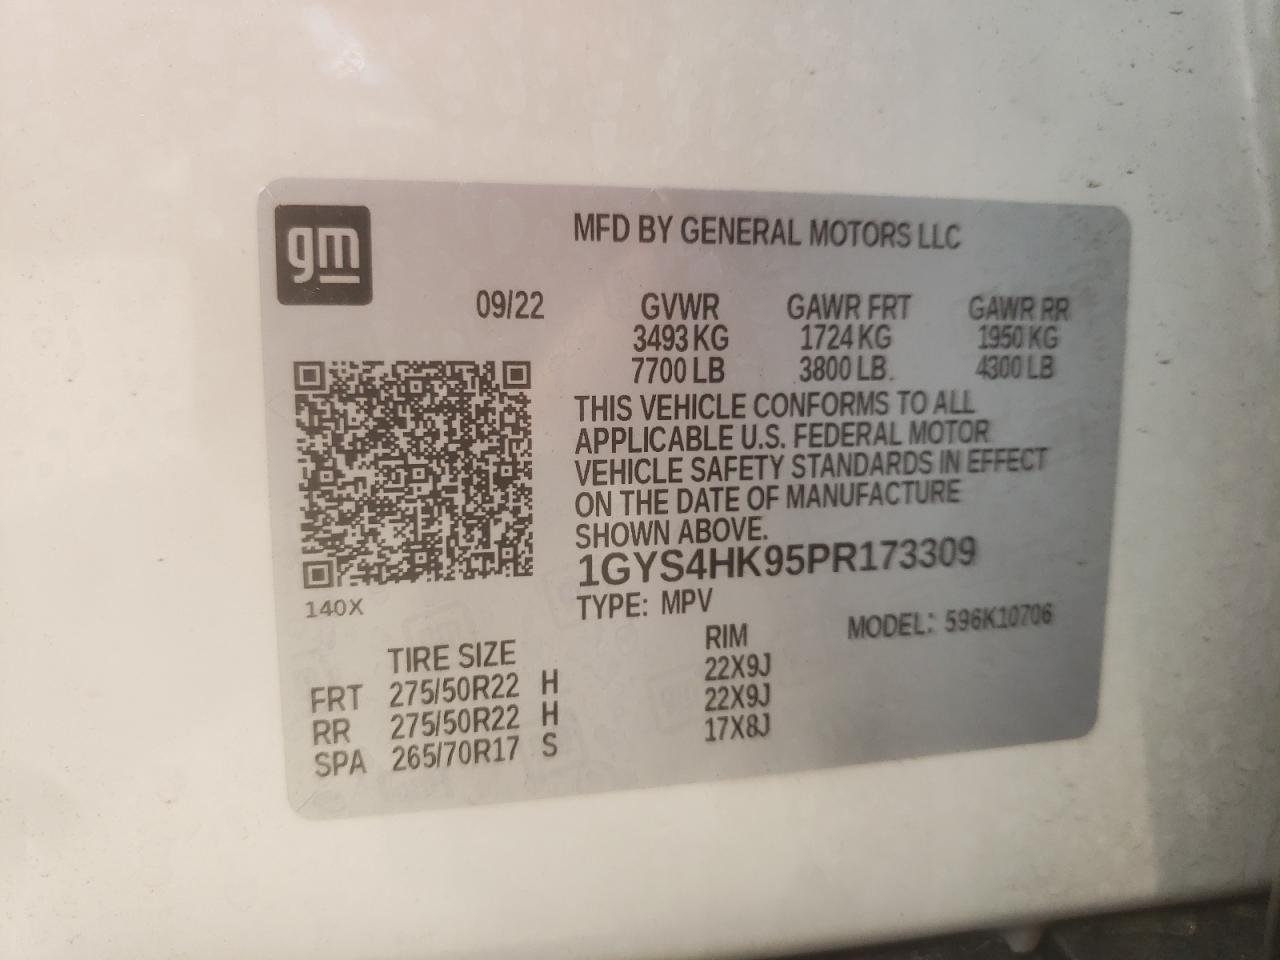 gm
MFD BY GENERAL MOTORS LLC
09/22 GVWR GAWR FRT GAWR RR
3493 KG 1724 KG 1950 KG
7700 LB 3800 LB 4300 LB
THIS VEHICLE CONFORMS TO ALL
APPLICABLE U.S. FEDERAL MOTOR
VEHICLE SAFETY STANDARDS IN EFFECT
ON THE DATE OF MANUFACTURE
SHOWN ABOVE.
1GYS4HK95PR173309
140X
TYPE: MPV MODEL: 596K10706
TIRE SIZE RIM
FRT 275/50R22 H 22X9J
RR 275/50R22 H 22X9J
SPA 265/70R17 S 17X8J